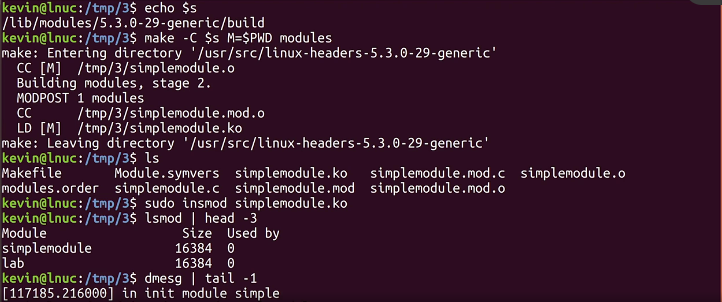 kevin@lnuc:/tmp/3$ echo $s
/lib/modules/5.3.0-29-generic/build
kevin@lnuc:/tmp/3$ make -C $s M=$PWD modules
make: Entering directory '/usr/src/linux-headers-5.3.0-29-generic'
  CC [M]  /tmp/3/simplemodule.o
  Building modules, stage 2.
  MODPOST 1 modules
  CC      /tmp/3/simplemodule.mod.o
  LD [M]  /tmp/3/simplemodule.ko
make: Leaving directory '/usr/src/linux-headers-5.3.0-29-generic'
kevin@lnuc:/tmp/3$ ls
Makefile       Module.symvers  simplemodule.ko   simplemodule.mod.c  simplemodule.o
modules.order  simplemodule.c  simplemodule.mod  simplemodule.mod.o
kevin@lnuc:/tmp/3$ sudo insmod simplemodule.ko
kevin@lnuc:/tmp/3$ lsmod | head -3
Module                  Size  Used by
simplemodule           16384  0
lab                    16384  0
kevin@lnuc:/tmp/3$ dmesg | tail -1
[117185.216000] in init module simple